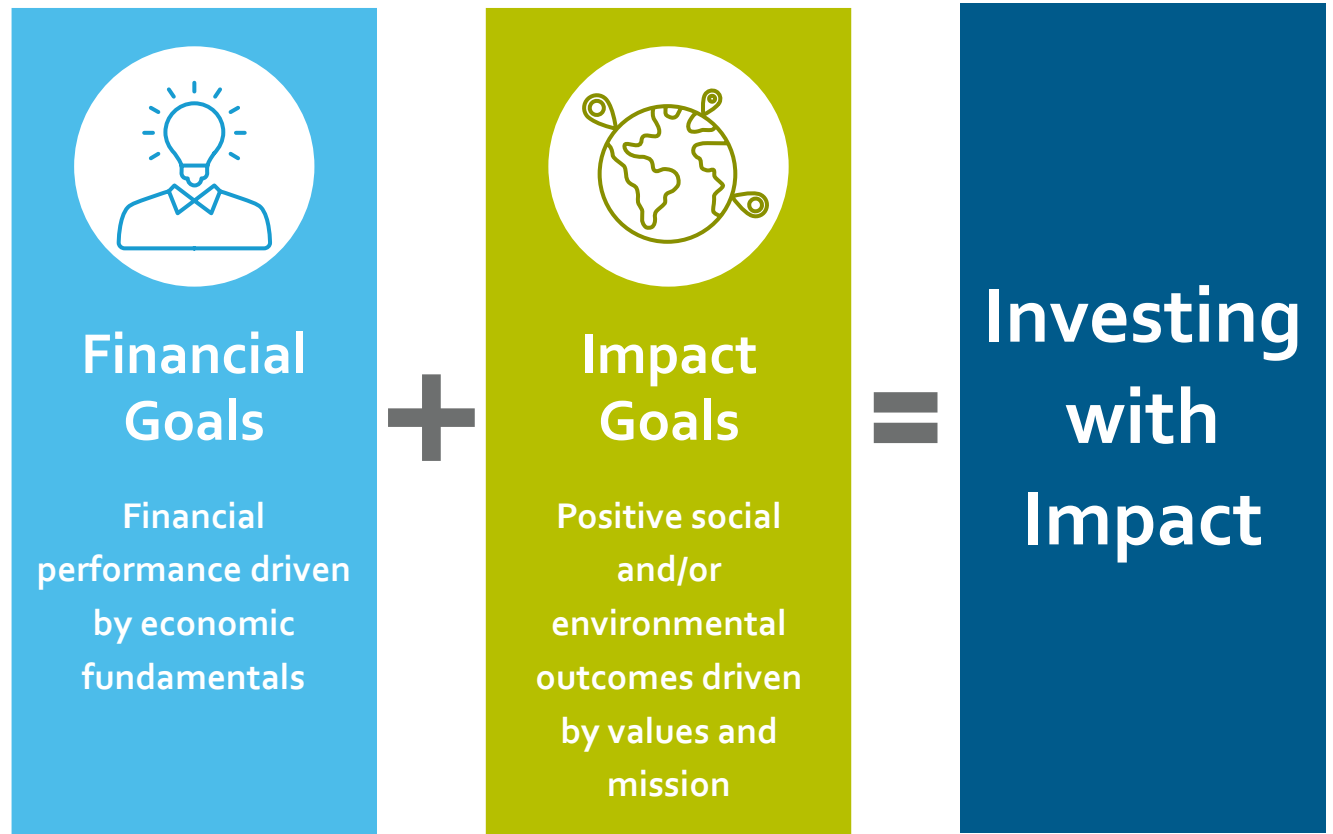 Financial
Goals
Financial
performance driven
by economic
fundamentals
+
Impact
Goals
Positive social
and/or
environmental
outcomes driven
by values and
mission
=
Investing
with
Impact